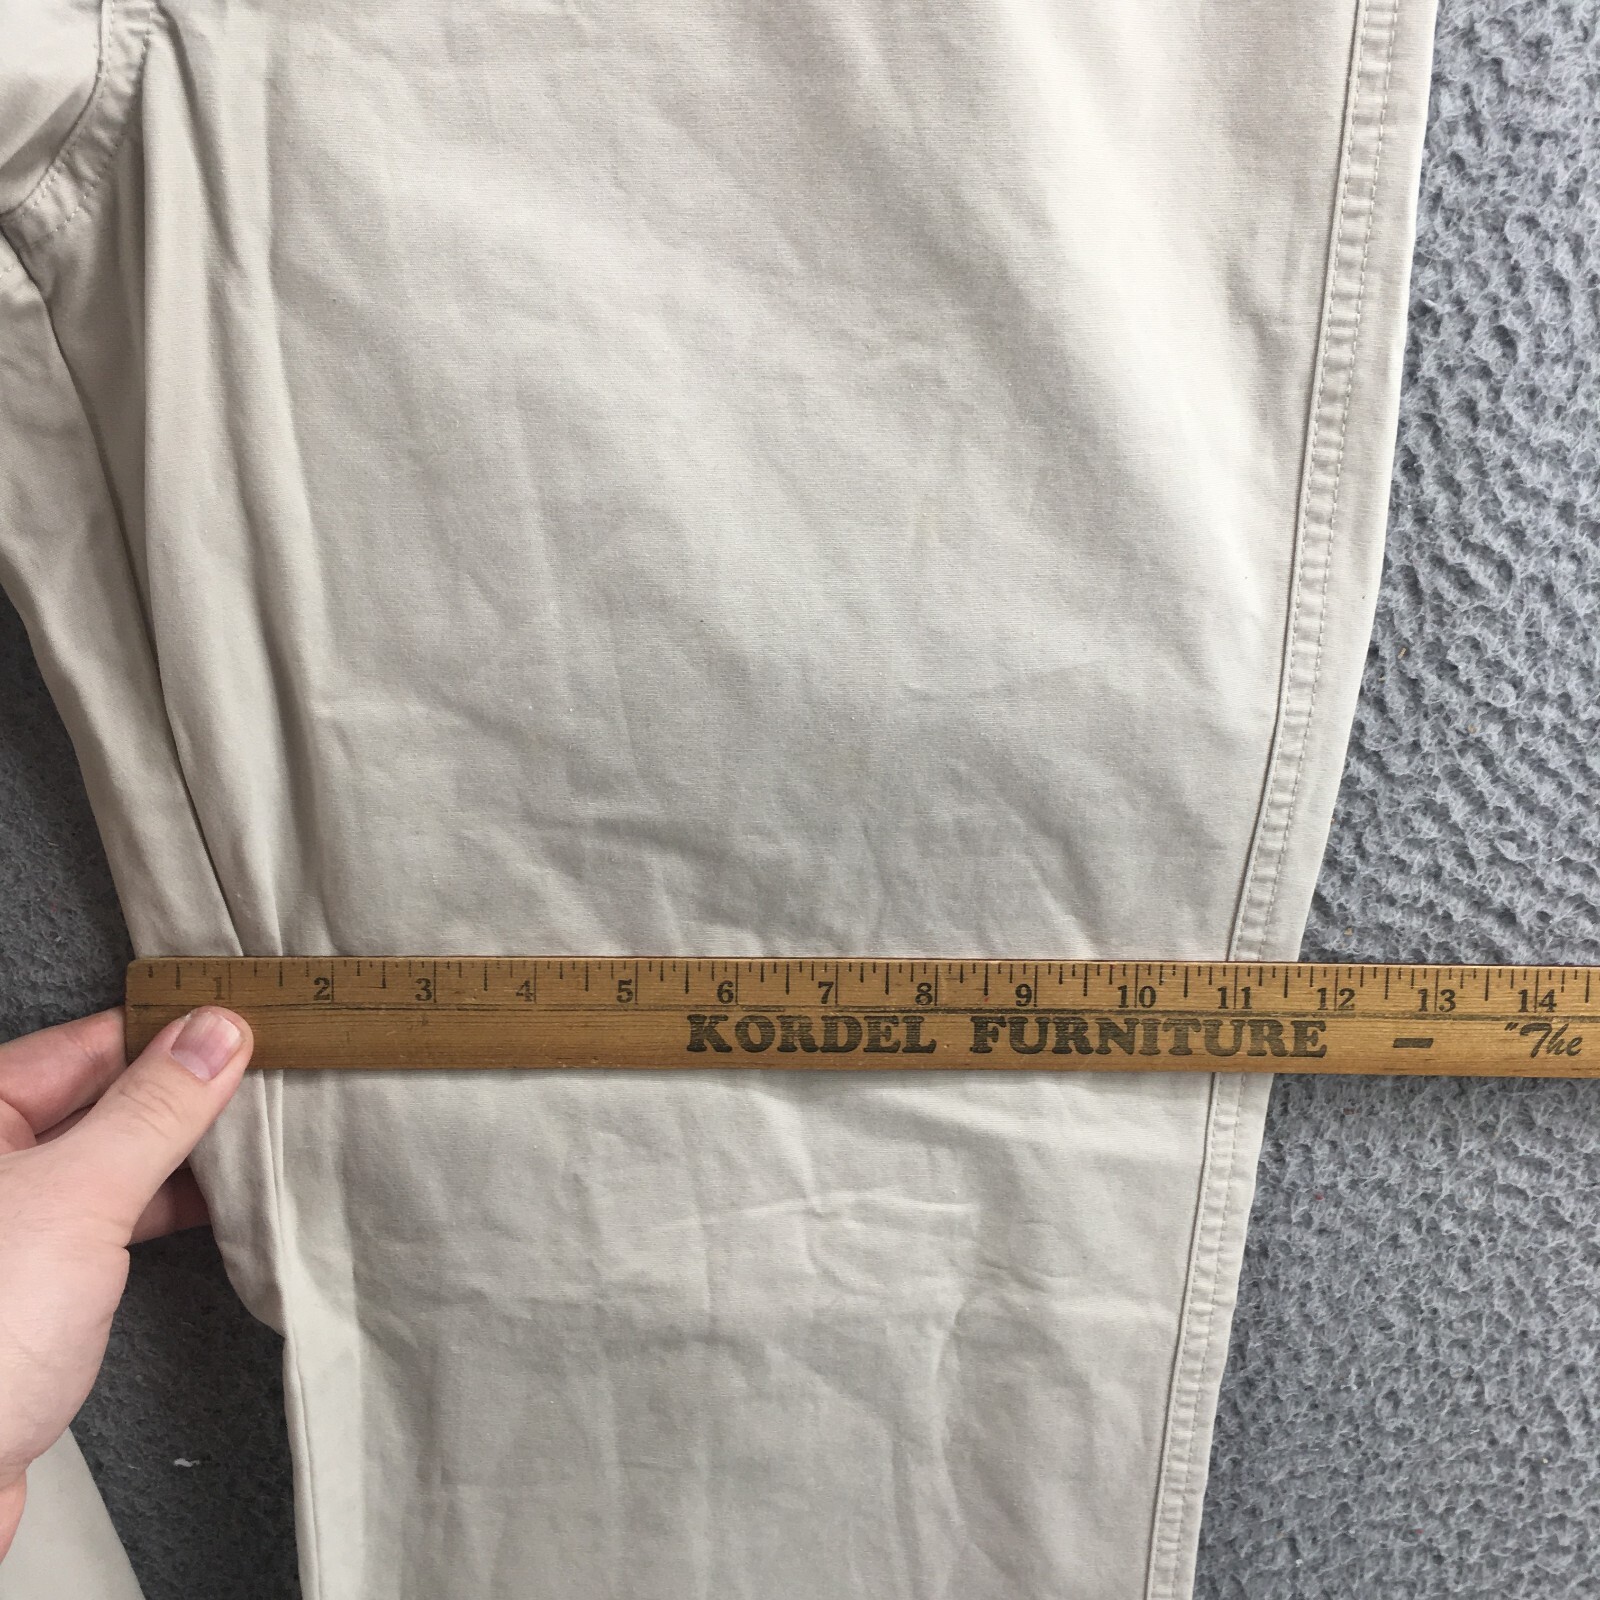 1 2 3 4 5 6 7 8 9 10 11 12 13 14
KORDEL FURNITURE — "The